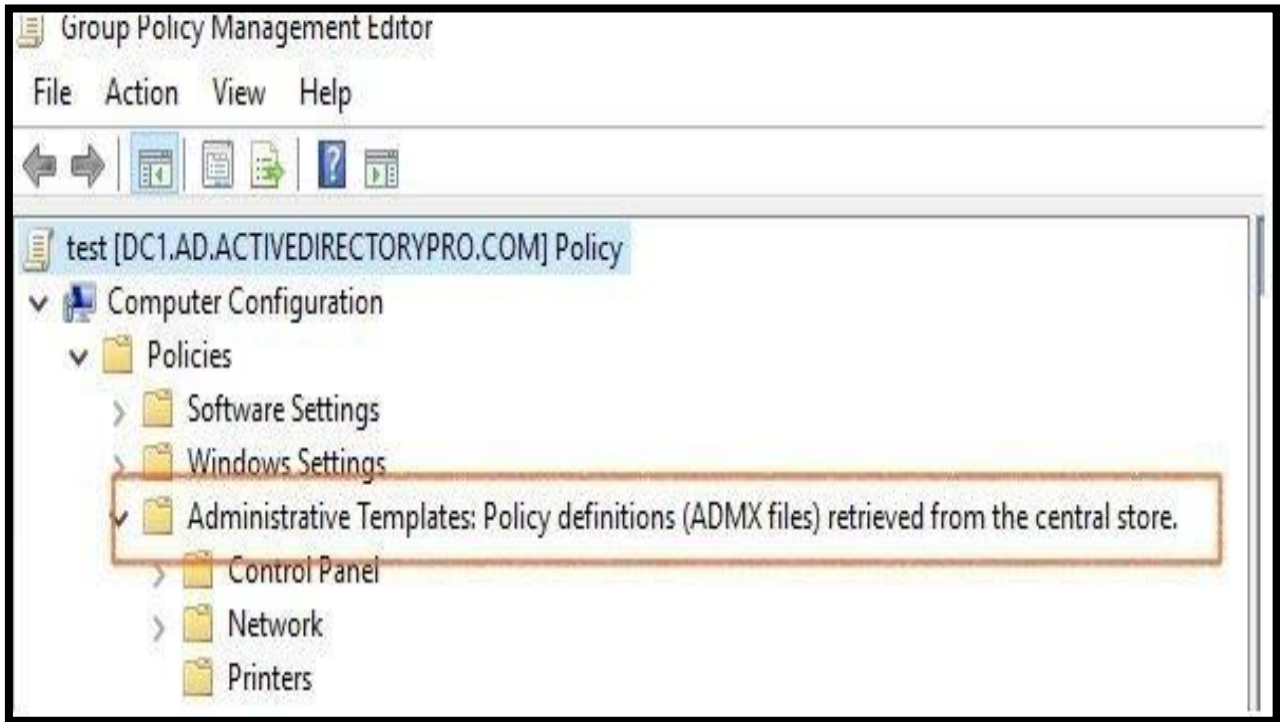 Group Policy Management Editor
File Action View Help
test [DC1.AD.ACTIVEDIRECTORYPRO.COM] Policy
Computer Configuration
Policies
Software Settings
Windows Settings
Administrative Templates: Policy definitions (ADMX files) retrieved from the central store.
Control Panel
Network
Printers